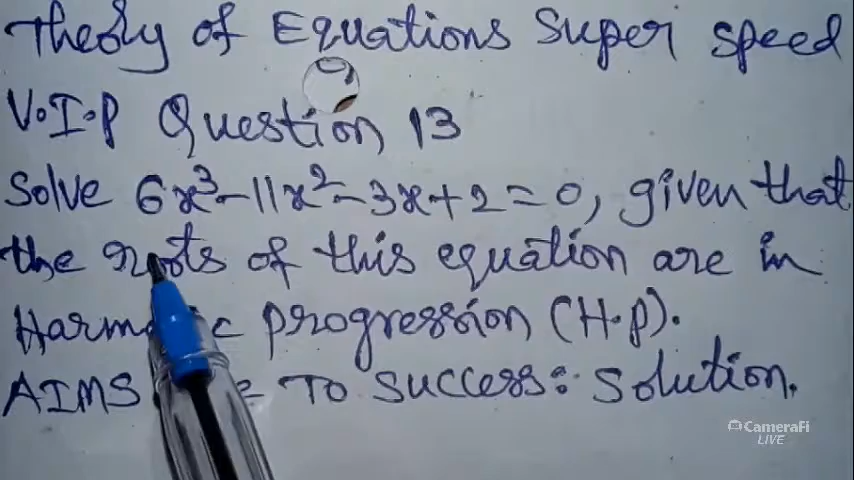 Theory of Equations Super speed
V.I.P Question 13
Solve 6x³-11x²-3x+2=0, given that
the roots of this equation are in
Harmonic progression (H.P).
AIMS To success: Solution.
CameraFi
LIVE